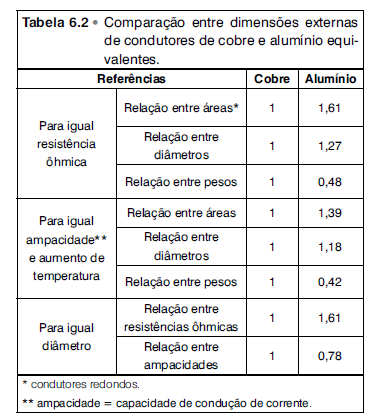 Tabela 6.2 • Comparação entre dimensões externas
de condutores de cobre e alumínio equi-
valentes.
Referências Cobre Alumínio
Para igual
resistência
ôhmica
Relação entre áreas* 1 1,61
Relação entre
diâmetros 1 1,27
Relação entre pesos 1 0,48
Para igual
ampacidade**
e aumento de
temperatura
Relação entre áreas 1 1,39
Relação entre
diâmetros 1 1,18
Relação entre pesos 1 0,42
Para igual
diâmetro
Relação entre
resistências ôhmicas 1 1,61
Relação entre
ampacidades 1 0,78
* condutores redondos.
** ampacidade = capacidade de condução de corrente.